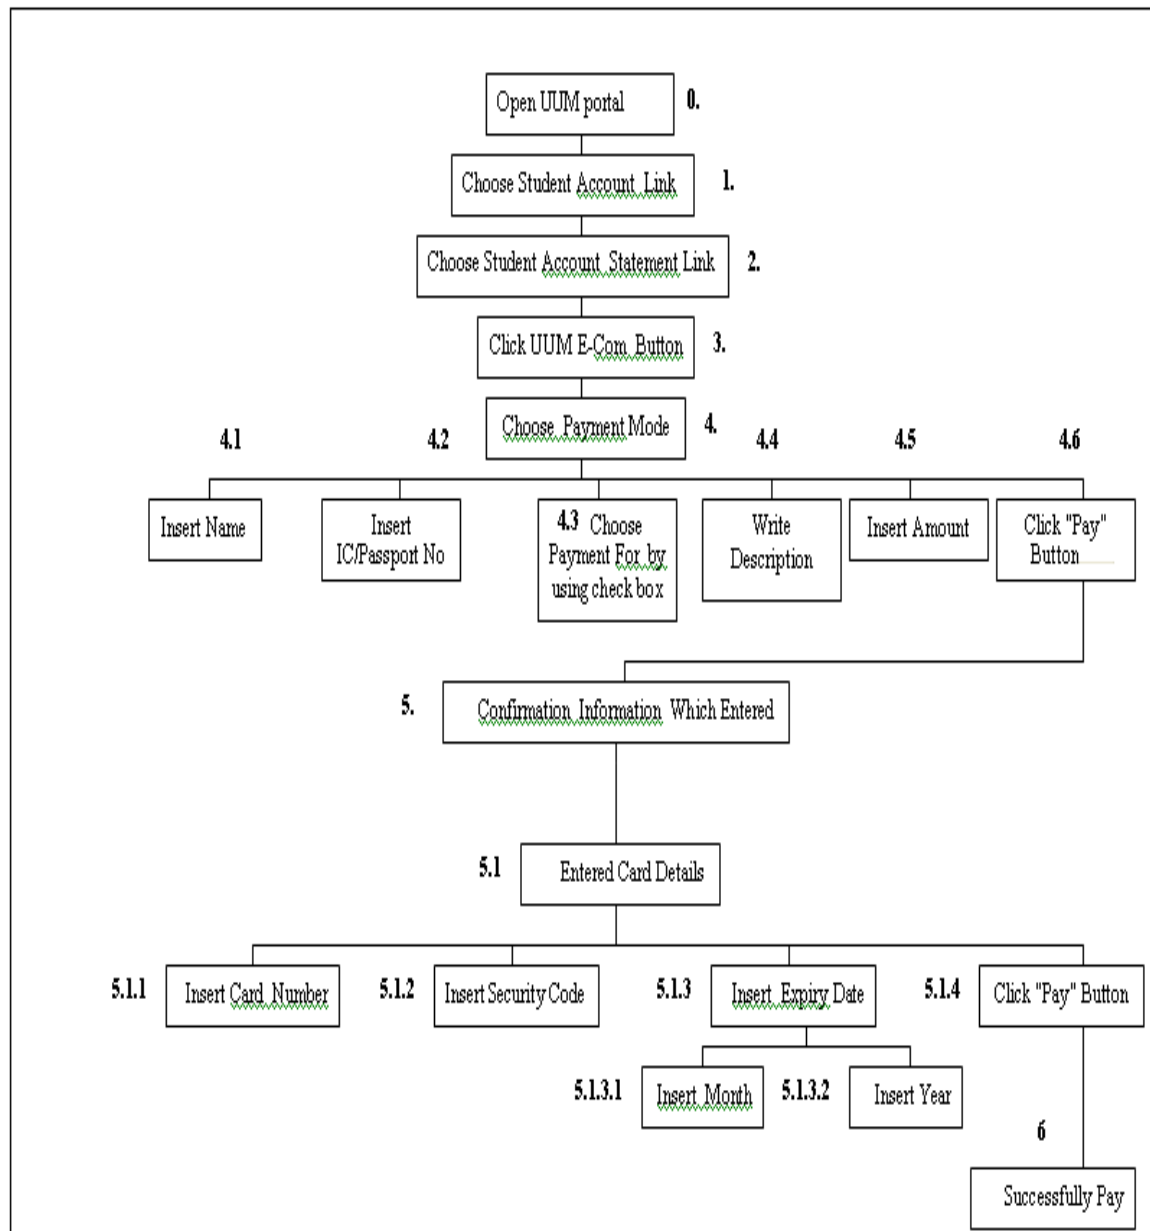 Open UUM portal 0.
Choose Student Account Link 1.
Choose Student Account Statement Link 2.
Click UUM E-Com Button 3.
Choose Payment Mode 4.
4.1 4.2 4.4 4.5 4.6
Insert Name
Insert
IC/Passport No
4.3 Choose
Payment For by
using check box
Write
Description
Insert Amount
Click "Pay"
Button
5. Confirmation Information Which Entered
5.1 Entered Card Details
5.1.1 Insert Card Number
5.1.2 Insert Security Code
5.1.3 Insert Expiry Date
5.1.4 Click "Pay" Button
5.1.3.1 Insert Month
5.1.3.2 Insert Year
6
Successfully Pay